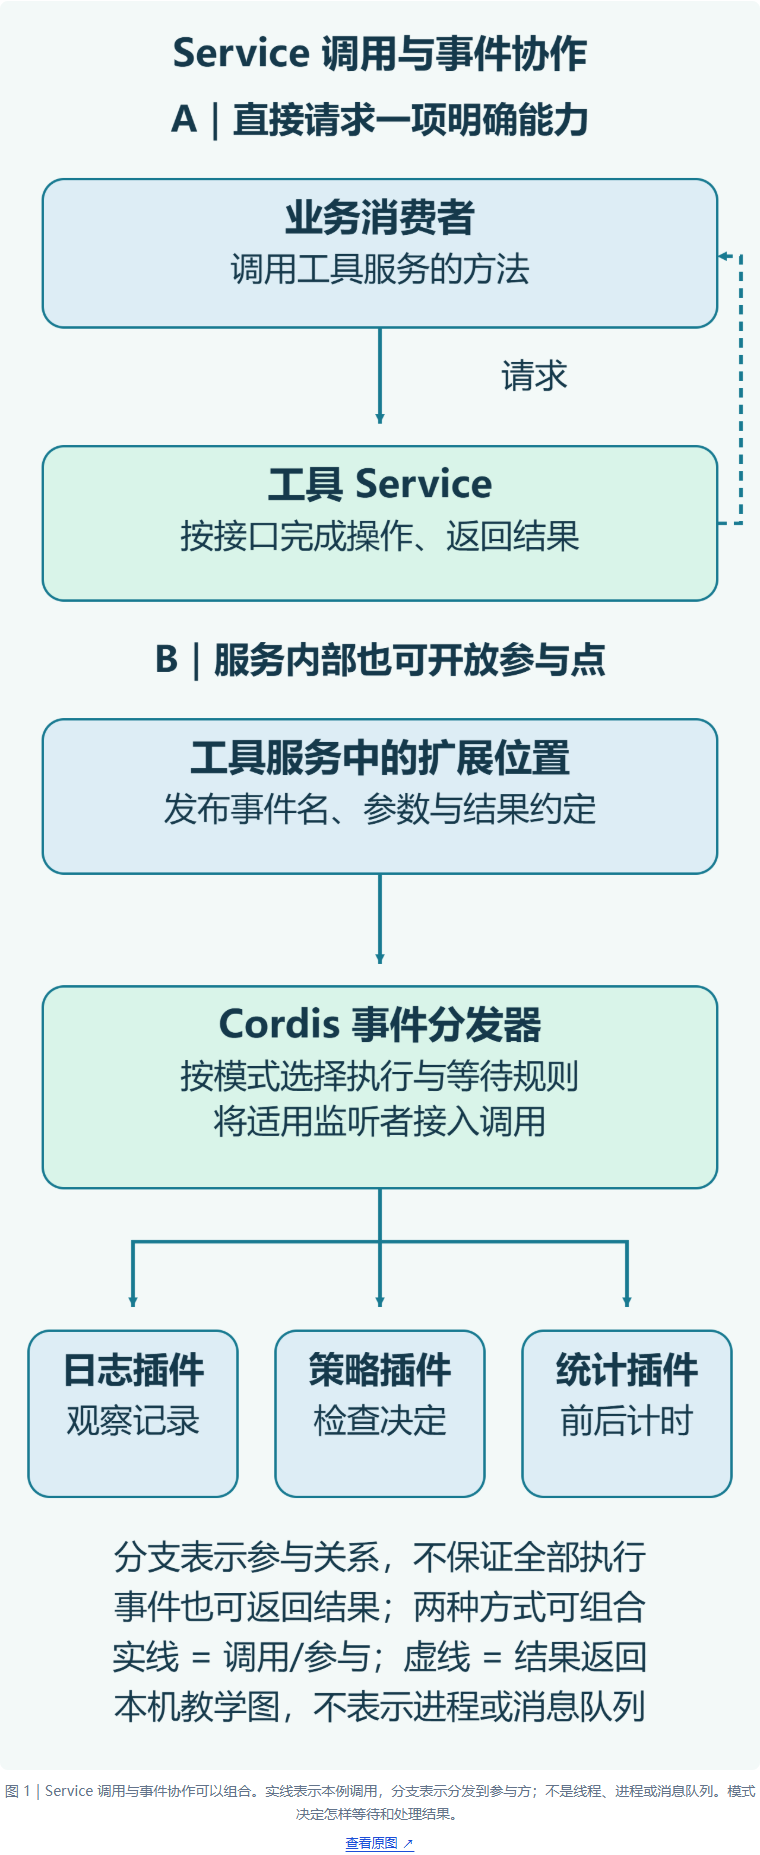 Service 调用与事件协作
A｜直接请求一项明确能力
业务消费者
调用工具服务的方法
请求
工具 Service
按接口完成操作、返回结果
B｜服务内部也可开放参与点
工具服务中的扩展位置
发布事件名、参数与结果约定
Cordis 事件分发器
按模式选择执行与等待规则
将适用监听者接入调用
日志插件
观察记录
策略插件
检查决定
统计插件
前后计时
分支表示参与关系，不保证全部执行
事件也可返回结果；两种方式可组合
实线 = 调用/参与；虚线 = 结果返回
本机教学图，不表示进程或消息队列
图 1｜Service 调用与事件协作可以组合。实线表示本例调用，分支表示分发到参与方；不是线程、进程或消息队列。模式
决定怎样等待和处理结果。
查看原图 ↗